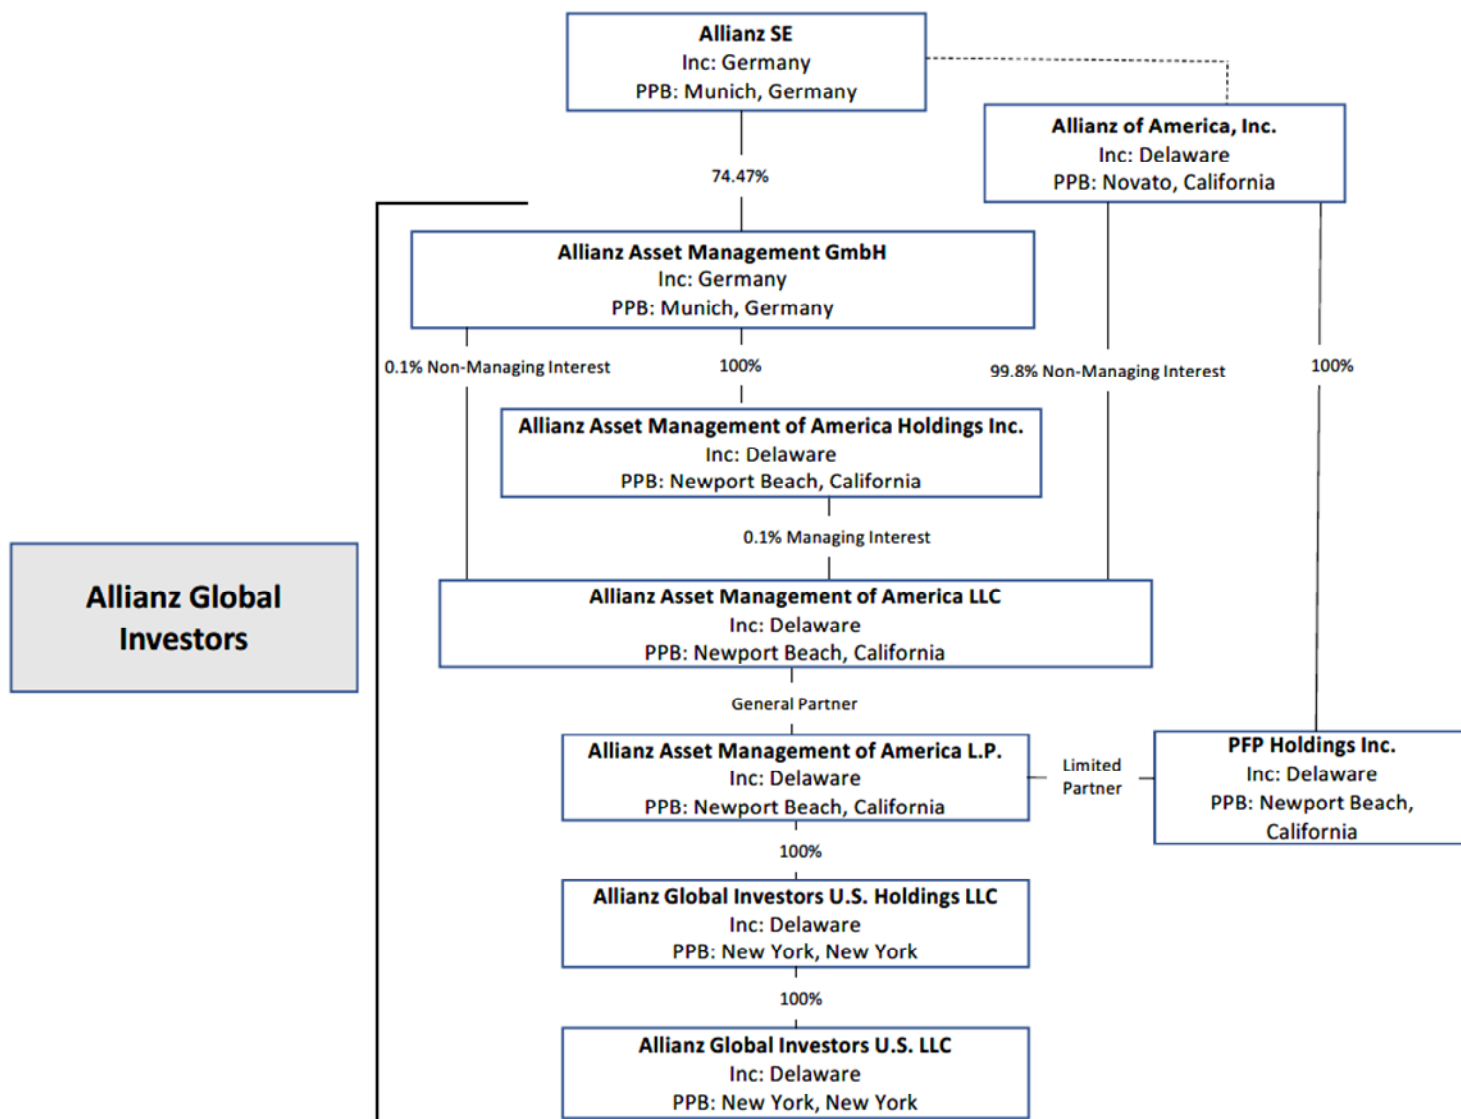 Allianz SE
Inc: Germany
PPB: Munich, Germany
Allianz of America, Inc.
Inc: Delaware
PPB: Novato, California
74.47%
Allianz Asset Management GmbH
Inc: Germany
PPB: Munich, Germany
0.1% Non-Managing Interest
100%
99.8% Non-Managing Interest
100%
Allianz Asset Management of America Holdings Inc.
Inc: Delaware
PPB: Newport Beach, California
0.1% Managing Interest
Allianz Global
Investors
Allianz Asset Management of America LLC
Inc: Delaware
PPB: Newport Beach, California
General Partner
Allianz Asset Management of America L.P.
Inc: Delaware
PPB: Newport Beach, California
Limited
Partner
PFP Holdings Inc.
Inc: Delaware
PPB: Newport Beach,
California
100%
Allianz Global Investors U.S. Holdings LLC
Inc: Delaware
PPB: New York, New York
100%
Allianz Global Investors U.S. LLC
Inc: Delaware
PPB: New York, New York